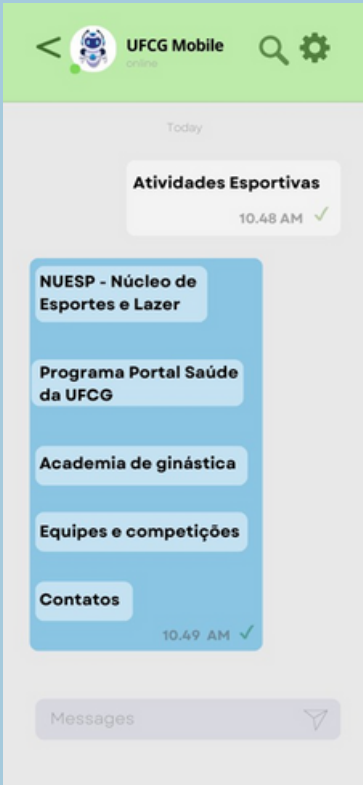 UFCG Mobile
online
Today
Atividades Esportivas
10.48 AM
NUESP - Núcleo de
Esportes e Lazer
Programa Portal Saúde
da UFCG
Academia de ginástica
Equipes e competições
Contatos
10.49 AM
Messages